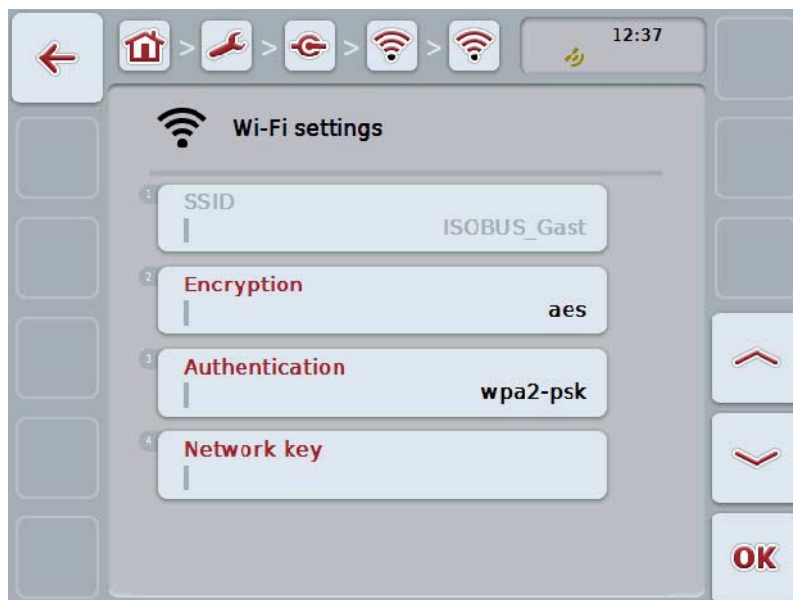 > > > >
12:37
Wi-Fi settings
1
SSID
ISOBUS_Gast
2
Encryption
aes
3
Authentication
wpa2-psk
4
Network key
OK